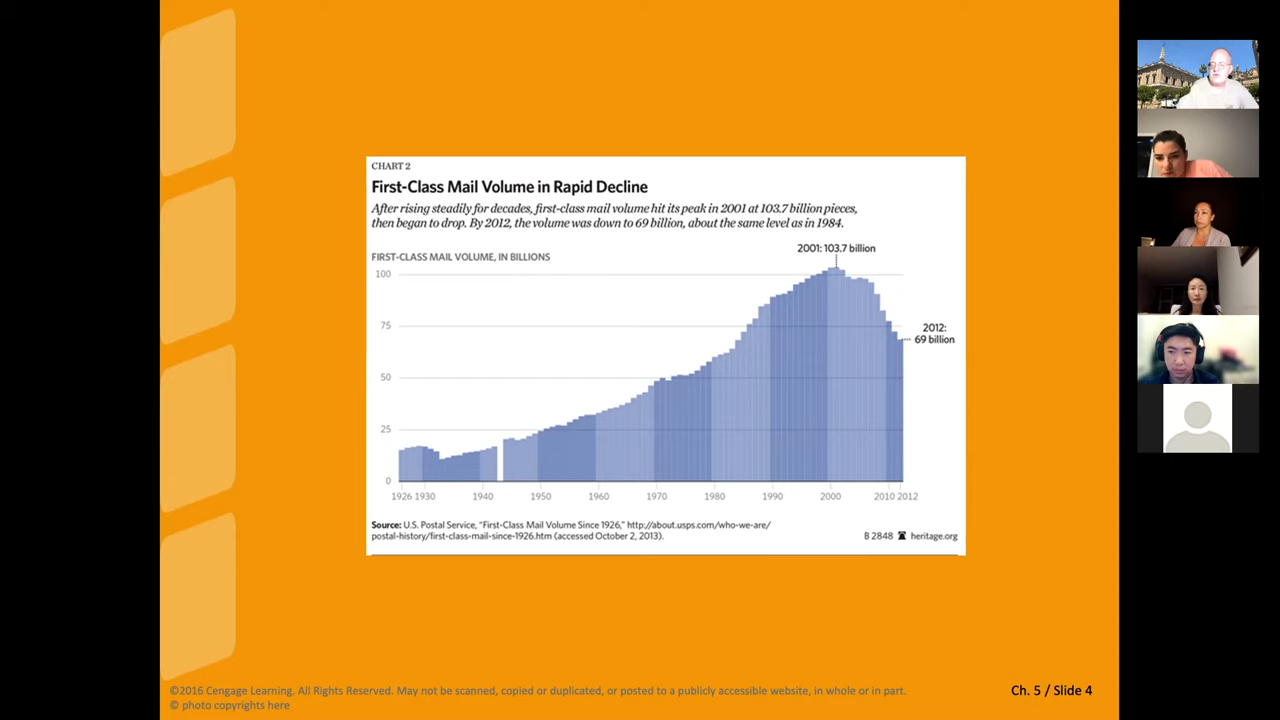 CHART 2
First-Class Mail Volume in Rapid Decline
After rising steadily for decades, first-class mail volume hit its peak in 2001 at 103.7 billion pieces,
then began to drop. By 2012, the volume was down to 69 billion, about the same level as in 1984.
2001: 103.7 billion
FIRST-CLASS MAIL VOLUME, IN BILLIONS
100
75
2012:
69 billion
50
25
0
1926 1930 1940 1950 1960 1970 1980 1990 2000 2010 2012
Source: U.S. Postal Service, “First-Class Mail Volume Since 1926,” http://about.usps.com/who-we-are/
postal-history/first-class-mail-since-1926.htm (accessed October 2, 2013).
B 2848 heritage.org
©2016 Cengage Learning. All Rights Reserved. May not be scanned, copied or duplicated, or posted to a publicly accessible website, in whole or in part.
© photo copyrights here
Ch. 5 / Slide 4